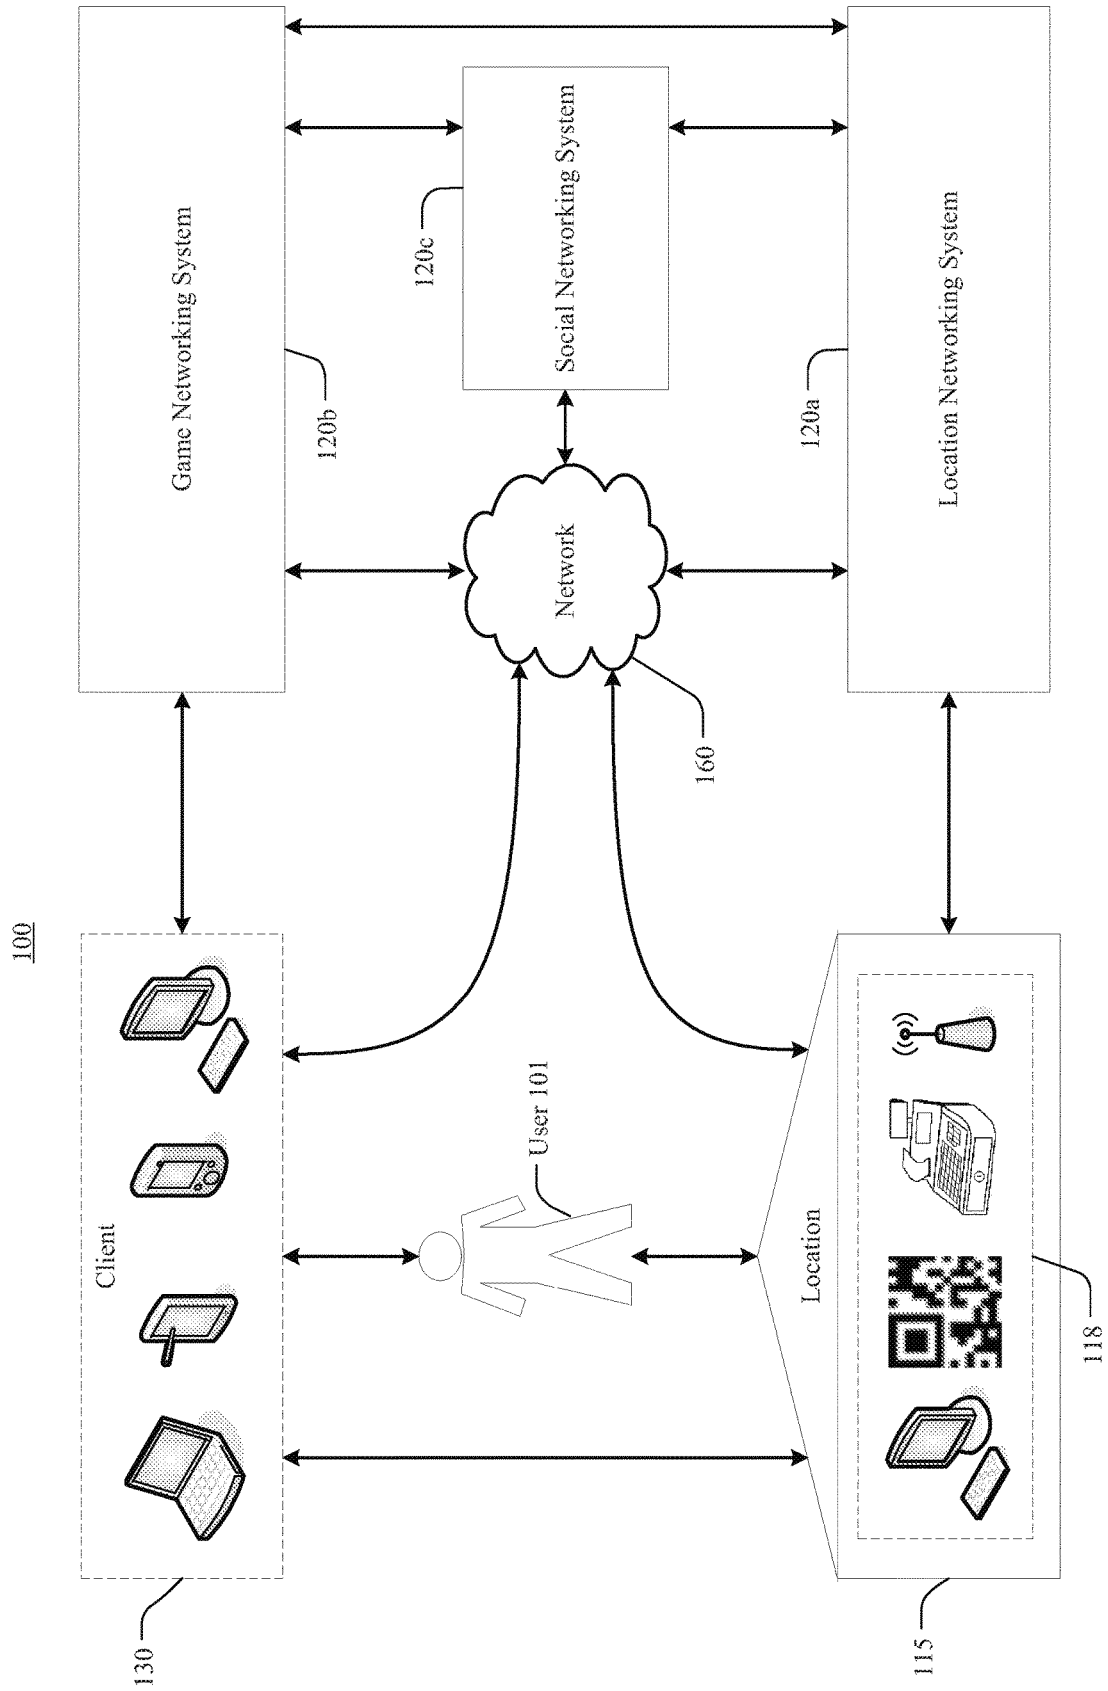 100
Client
130
User 101
Location
115
118
Network
160
Game Networking System
120b
Social Networking System
120c
Location Networking System
120a